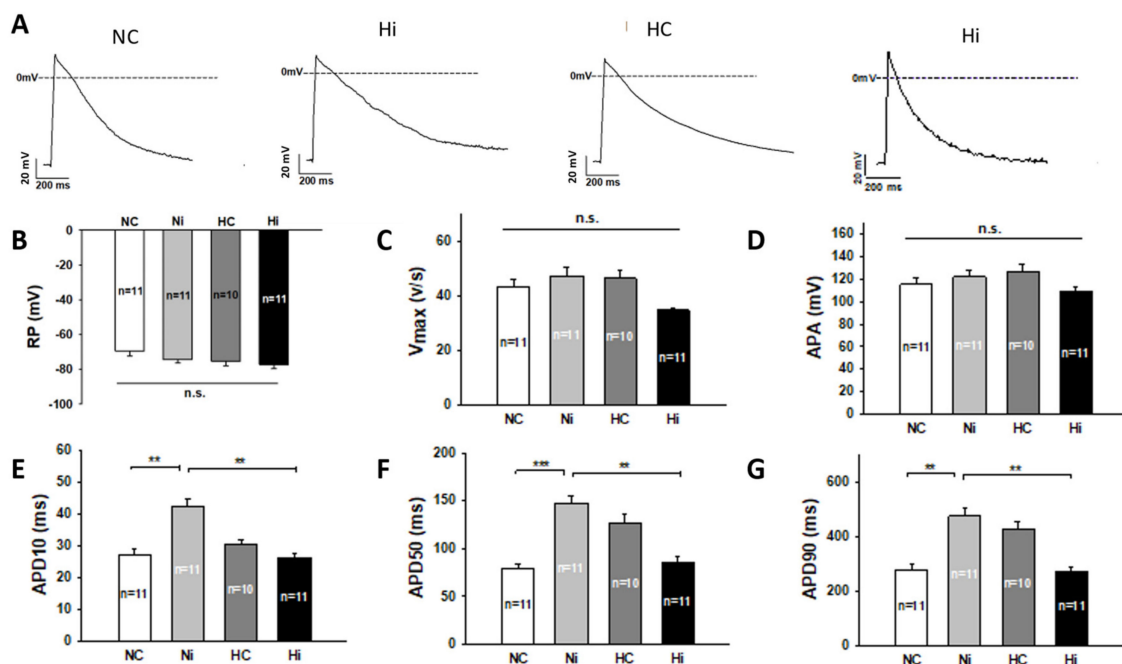 A
NC
Hi
HC
Hi
0mV
0mV
0mV
0mV
20 mV
200 ms
20 mV
200 ms
20 mV
200 ms
20 mV
200 ms
B
RP (mV)
0
-20
-40
-60
-80
-100
NC Ni HC Hi
n=11 n=11 n=10 n=11
n.s.
C
Vmax (v/s)
60
40
20
0
n.s.
n=11 n=11 n=10 n=11
NC Ni HC Hi
D
APA (mV)
160
140
120
100
80
60
40
20
0
n.s.
n=11 n=11 n=10 n=11
NC Ni HC Hi
E
APD10 (ms)
60
50
40
30
20
10
0
** **
n=11 n=11 n=10 n=11
NC Ni HC Hi
F
APD50 (ms)
200
150
100
50
0
*** **
n=11 n=11 n=10 n=11
NC Ni HC Hi
G
APD90 (ms)
600
400
200
0
** **
n=11 n=11 n=10 n=11
NC Ni HC Hi